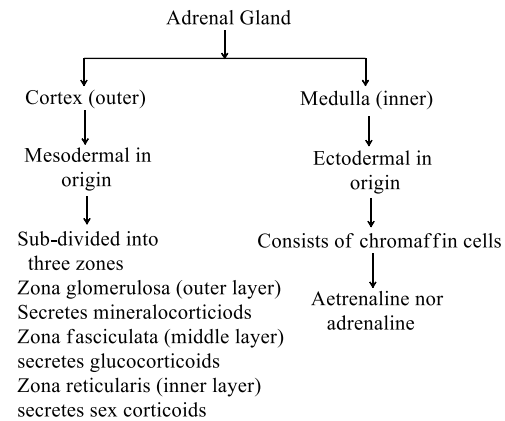 Adrenal Gland
Cortex (outer)
Medulla (inner)
Mesodermal in
origin
Ectodermal in
origin
Sub-divided into
three zones
Zona glomerulosa (outer layer)
Secretes mineralocorticiods
Zona fasciculata (middle layer)
secretes glucocorticoids
Zona reticularis (inner layer)
secretes sex corticoids
Consists of chromaffin cells
Aetrenaline nor
adrenaline